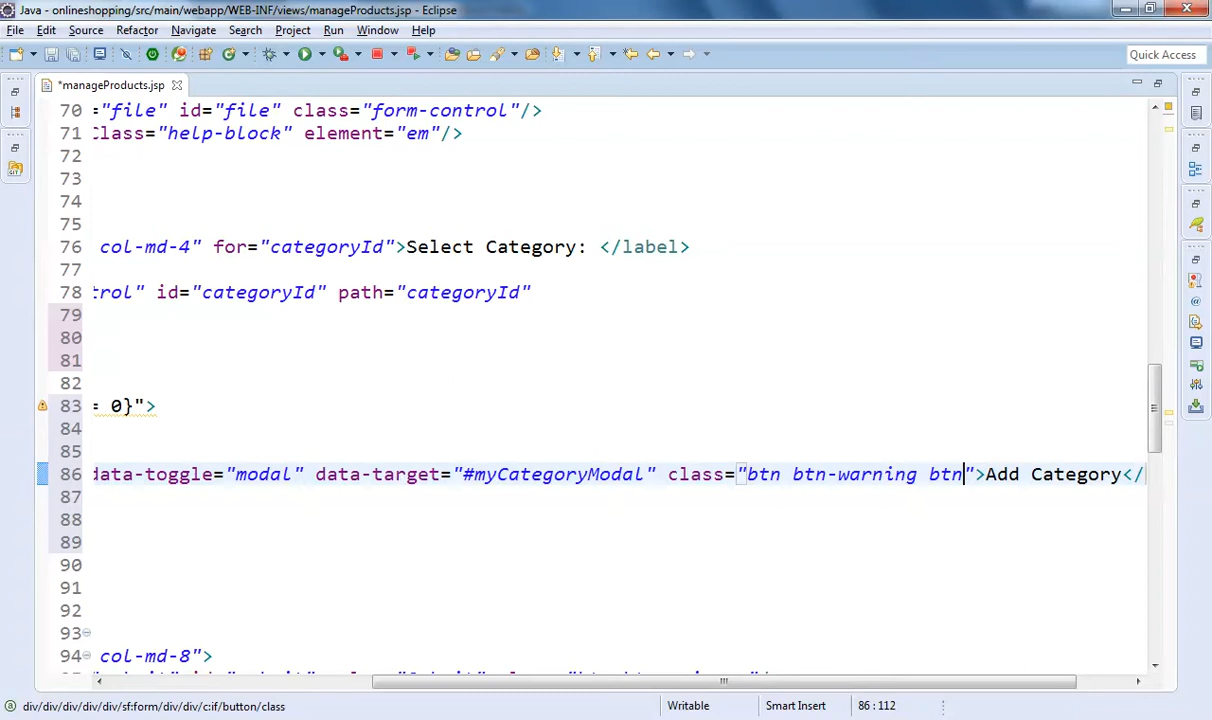 Java - onlineshopping/src/main/webapp/WEB-INF/views/manageProducts.jsp - Eclipse
File Edit Source Refactor Navigate Search Project Run Window Help
Quick Access
*manageProducts.jsp
70 ="file" id="file" class="form-control"/>
71 Class="help-block" element="em"/>
72
73
74
75
76 col-md-4" for="categoryId">Select Category: </label>
77
78 trol" id="categoryId" path="categoryId"
79
80
81
82
83 = 0}">
84
85
86 data-toggle="modal" data-target="#myCategoryModal" class="btn btn-warning btn">Add Category</
87
88
89
90
91
92
93
94 col-md-8">
div/div/div/div/div/sf:form/div/div/c:if/button/class
Writable
Smart Insert
86 : 112